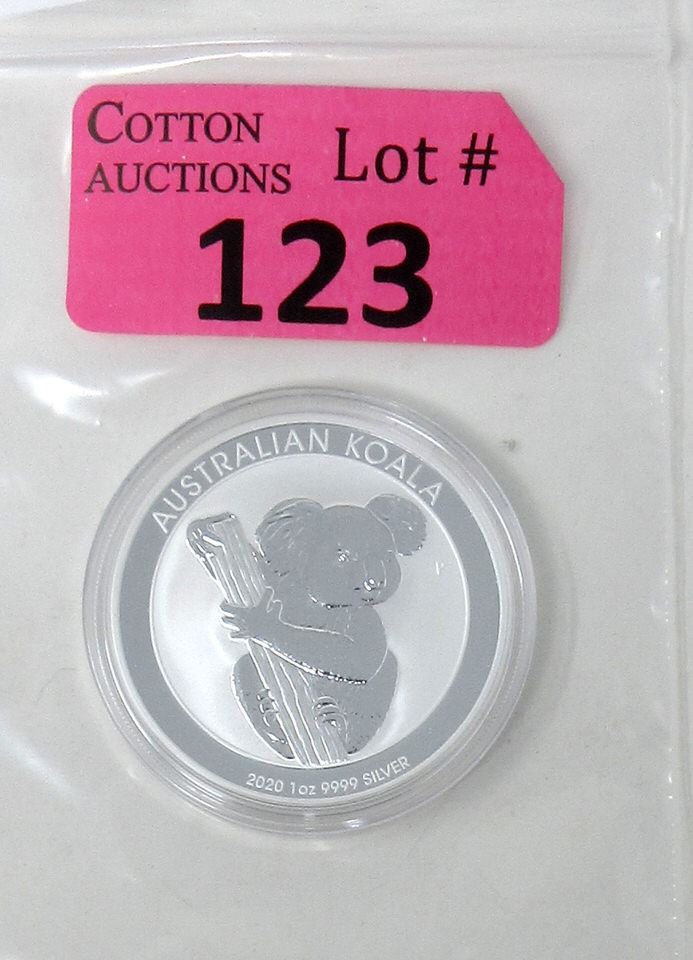 COTTON
AUCTIONS
Lot #
123
AUSTRALIAN KOALA
2020 1oz 9999 SILVER